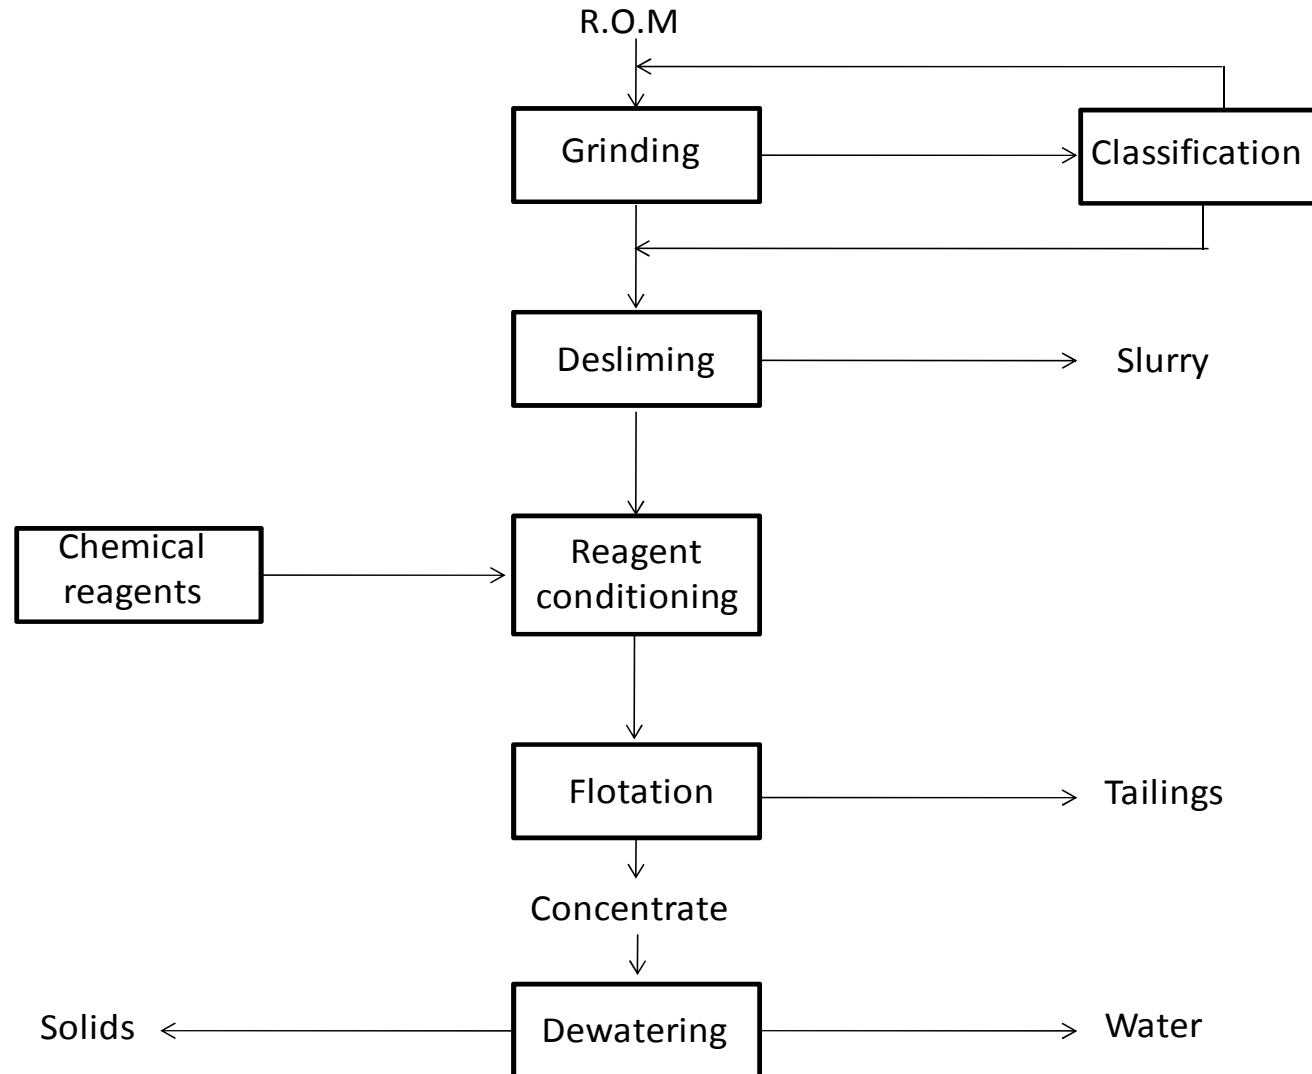 R.O.M
Grinding
Classification
Desliming
Slurry
Chemical
reagents
Reagent
conditioning
Flotation
Tailings
Concentrate
Solids
Dewatering
Water